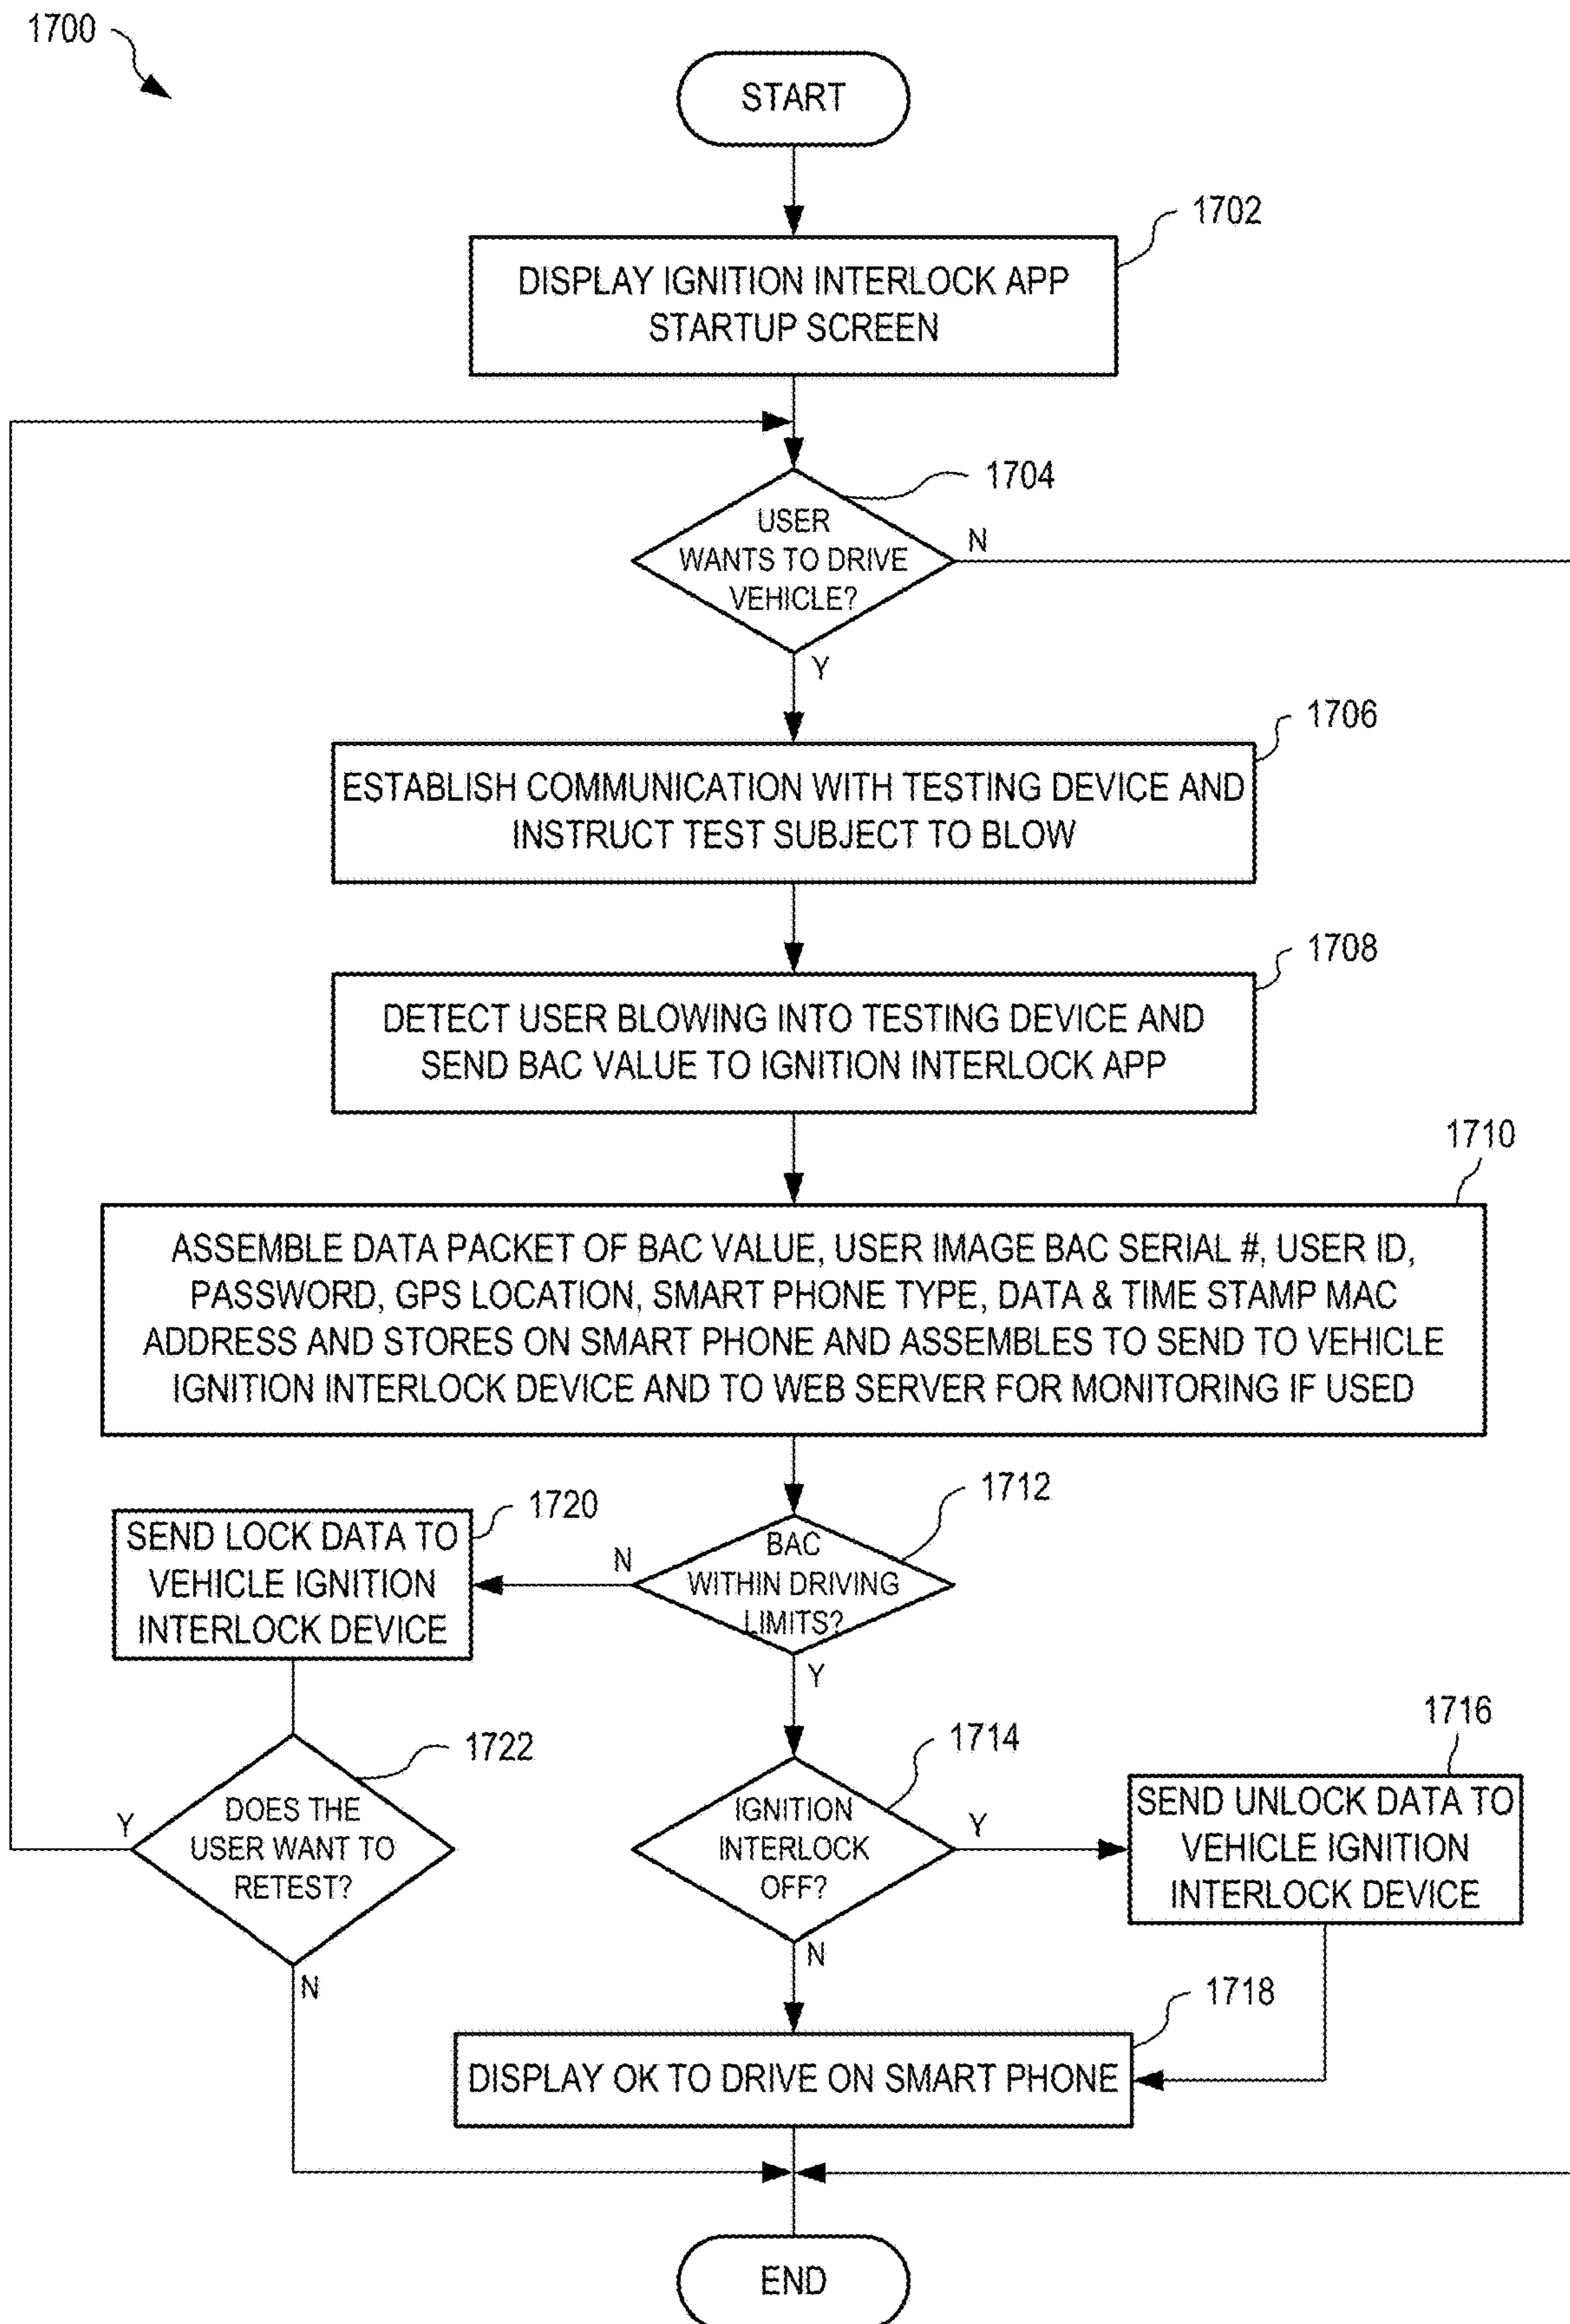 1700
START
1702
DISPLAY IGNITION INTERLOCK APP
STARTUP SCREEN
1704
USER
WANTS TO DRIVE
VEHICLE?
N
Y
1706
ESTABLISH COMMUNICATION WITH TESTING DEVICE AND
INSTRUCT TEST SUBJECT TO BLOW
1708
DETECT USER BLOWING INTO TESTING DEVICE AND
SEND BAC VALUE TO IGNITION INTERLOCK APP
1710
ASSEMBLE DATA PACKET OF BAC VALUE, USER IMAGE BAC SERIAL #, USER ID,
PASSWORD, GPS LOCATION, SMART PHONE TYPE, DATA & TIME STAMP MAC
ADDRESS AND STORES ON SMART PHONE AND ASSEMBLES TO SEND TO VEHICLE
IGNITION INTERLOCK DEVICE AND TO WEB SERVER FOR MONITORING IF USED
1712
BAC
WITHIN DRIVING
LIMITS?
N
Y
1720
SEND LOCK DATA TO
VEHICLE IGNITION
INTERLOCK DEVICE
1722
DOES THE
USER WANT TO
RETEST?
Y
N
1714
IGNITION
INTERLOCK
OFF?
Y
N
1716
SEND UNLOCK DATA TO
VEHICLE IGNITION
INTERLOCK DEVICE
1718
DISPLAY OK TO DRIVE ON SMART PHONE
END